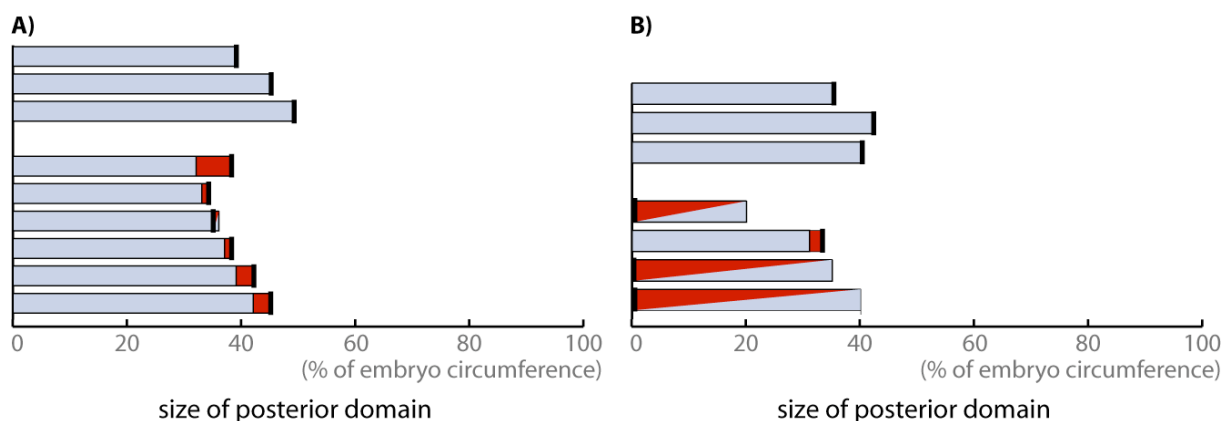 A)
0 20 40 60 80 100
(% of embryo circumference)
size of posterior domain
B)
0 20 40 60 80 100
(% of embryo circumference)
size of posterior domain